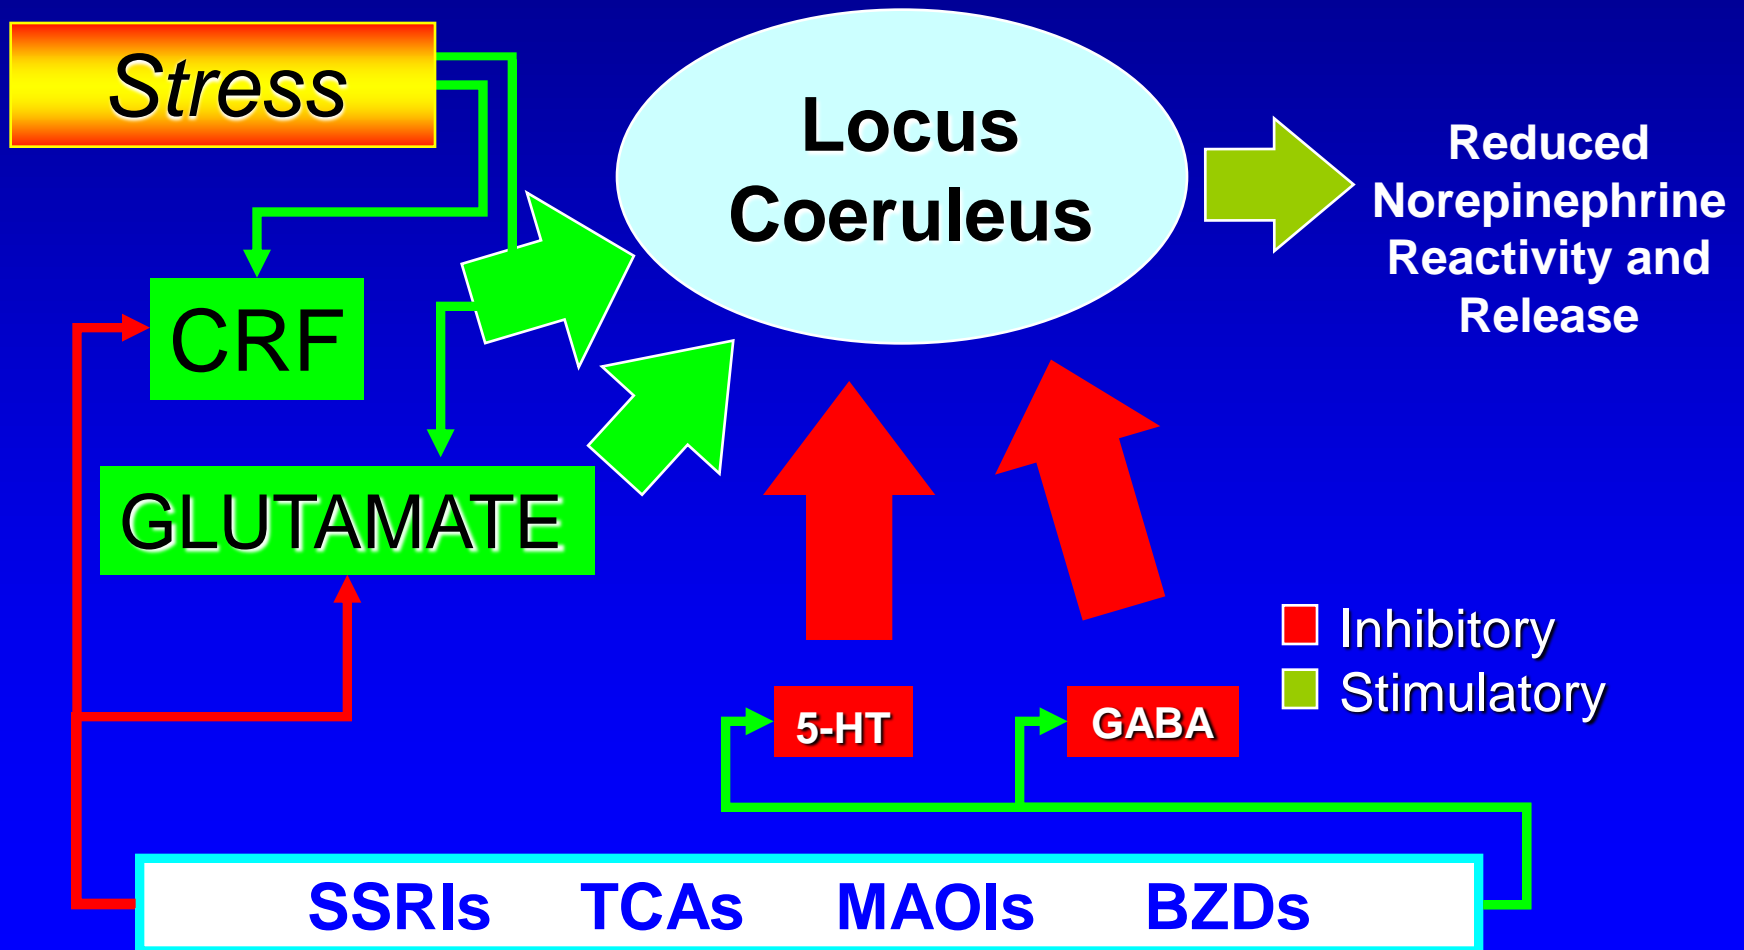 Stress
Locus
Coeruleus
Reduced
Norepinephrine
Reactivity and
Release
CRF
GLUTAMATE
5-HT
GABA
Inhibitory
Stimulatory
SSRIs TCAs MAOIs BZDs